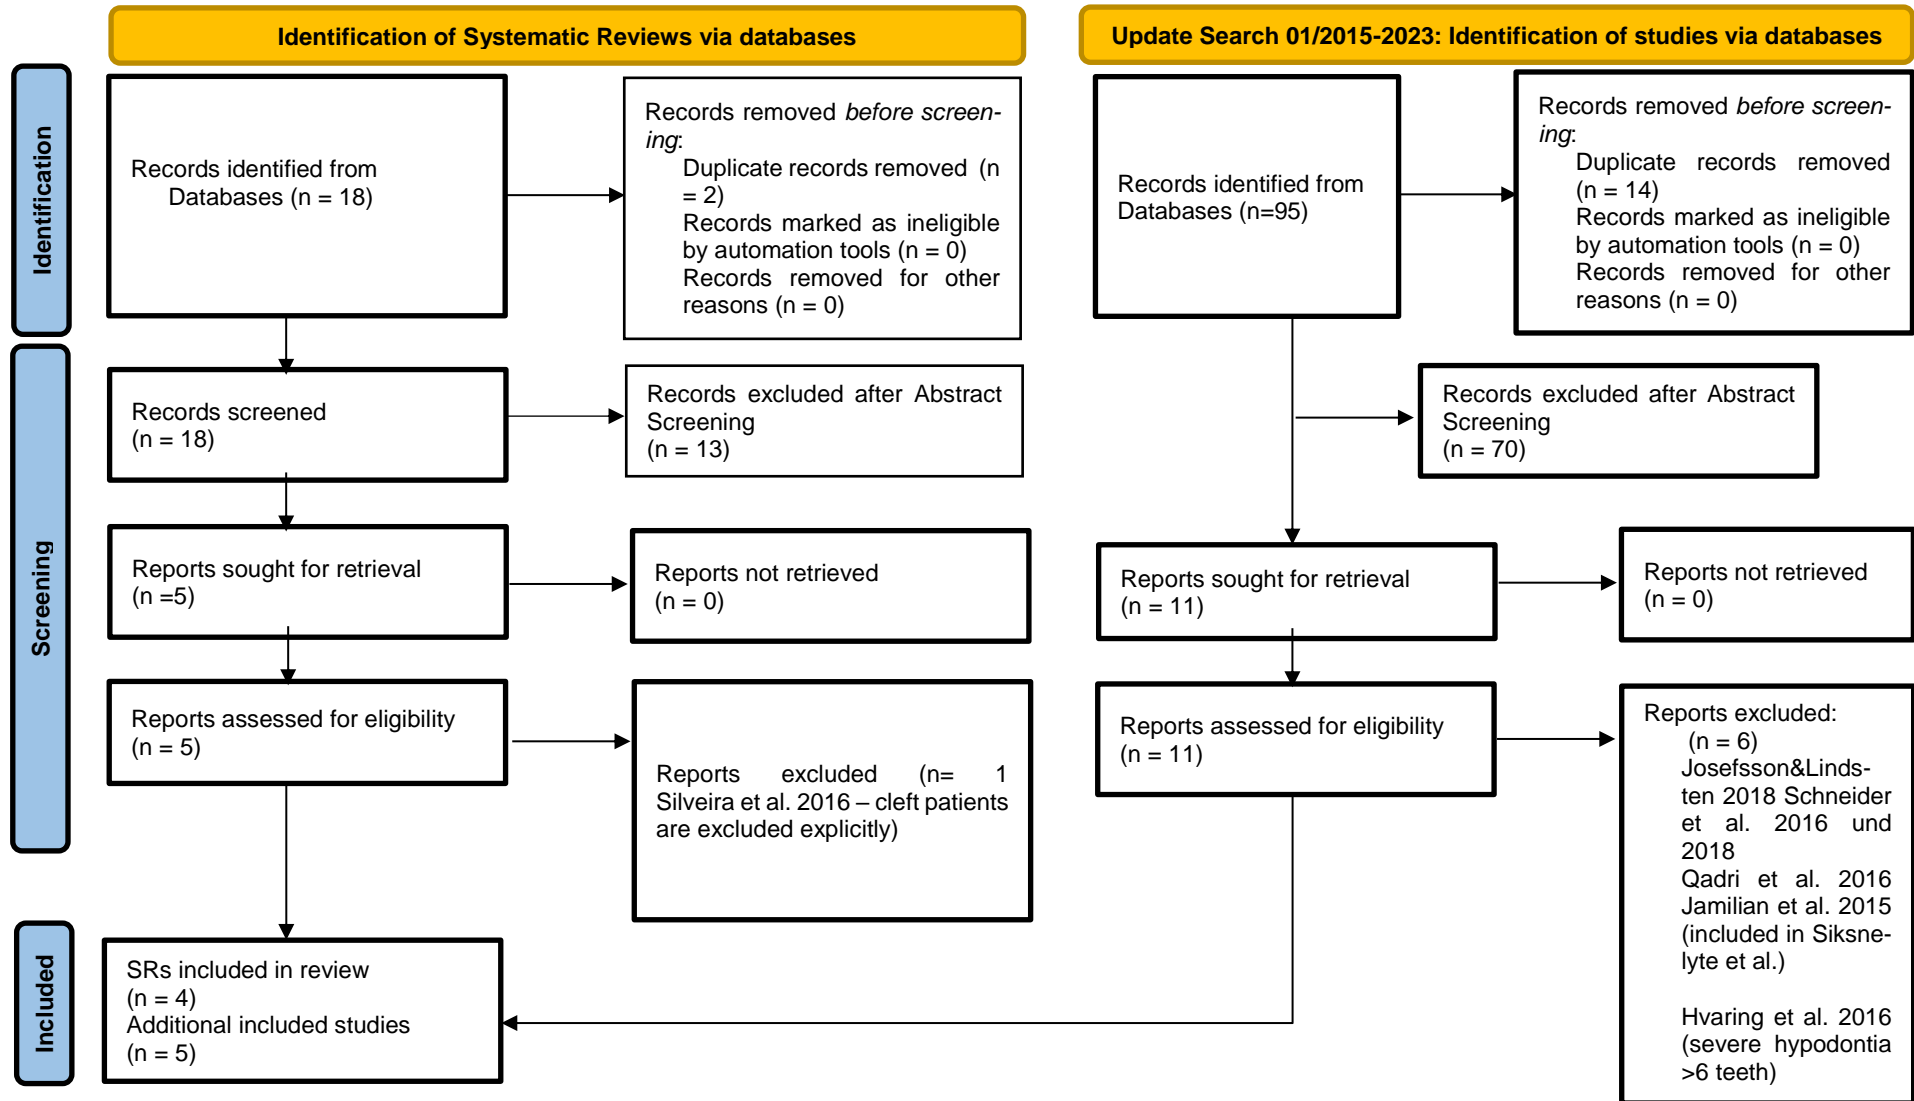 Identification of Systematic Reviews via databases
Update Search 01/2015-2023: Identification of studies via databases
Identification
Records identified from
Databases (n = 18)
Records removed before screen-
ing:
Duplicate records removed (n
= 2)
Records marked as ineligible
by automation tools (n = 0)
Records removed for other
reasons (n = 0)
Records identified from
Databases (n=95)
Records removed before screen-
ing:
Duplicate records removed
(n = 14)
Records marked as ineligible
by automation tools (n = 0)
Records removed for other
reasons (n = 0)
Screening
Records screened
(n = 18)
Records excluded after Abstract
Screening
(n = 13)
Records excluded after Abstract
Screening
(n = 70)
Reports sought for retrieval
(n =5)
Reports not retrieved
(n = 0)
Reports sought for retrieval
(n = 11)
Reports not retrieved
(n = 0)
Reports assessed for eligibility
(n = 5)
Reports excluded (n= 1
Silveira et al. 2016 – cleft patients
are excluded explicitly)
Reports assessed for eligibility
(n = 11)
Reports excluded:
(n = 6)
Josefsson&Linds-
ten 2018 Schneider
et al. 2016 und
2018
Qadri et al. 2016
Jamilian et al. 2015
(included in Siksne-
lyte et al.)
Hvaring et al. 2016
(severe hypodontia
>6 teeth)
Included
SRs included in review
(n = 4)
Additional included studies
(n = 5)